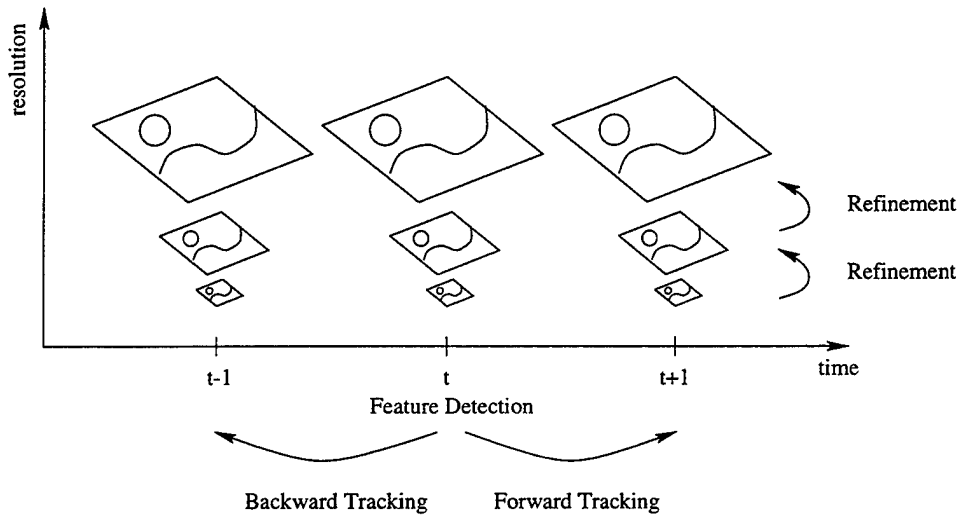 resolution
Refinement
Refinement
time
t-1
t
t+1
Feature Detection
Backward Tracking
Forward Tracking